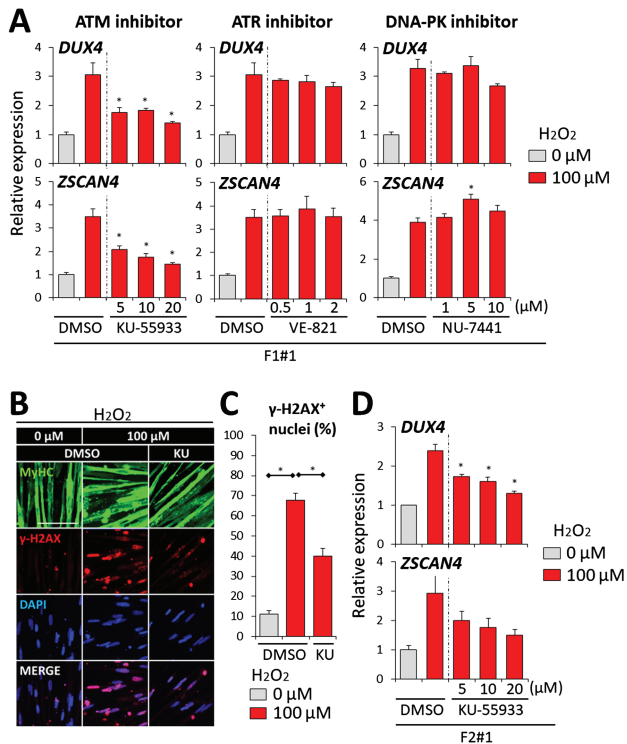 A
ATM inhibitor
ATR inhibitor
DNA-PK inhibitor
Relative expression
DUX4
DUX4
DUX4
4
3
2
1
0
* * *
4
3
2
1
0
4
3
2
1
0
H2O2
0 μM
100 μM
ZSCAN4
ZSCAN4
ZSCAN4
5
4
3
2
1
0
* * *
5
4
3
2
1
0
6
5
4
3
2
1
0
*
5 10 20
0.5 1 2
1 5 10 (μM)
DMSO KU-55933
DMSO VE-821
DMSO NU-7441
F1#1
B
H2O2
0 μM 100 μM
DMSO KU
MyHC
γ-H2AX
DAPI
MERGE
C
γ-H2AX+
nuclei (%)
100
90
80
70
60
50
40
30
20
10
0
* *
DMSO KU
H2O2
0 μM
100 μM
D
Relative expression
DUX4
3
2
1
0
* * *
H2O2
0 μM
100 μM
ZSCAN4
4
3
2
1
0
5 10 20 (μM)
DMSO KU-55933
F2#1